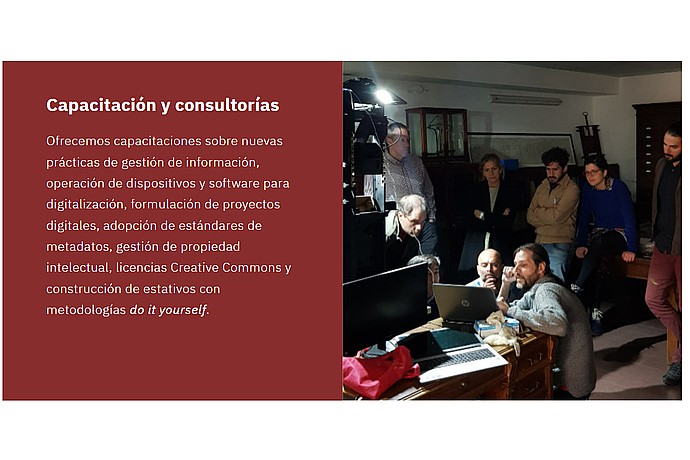 Capacitación y consultorías
Ofrecemos capacitaciones sobre nuevas
prácticas de gestión de información,
operación de dispositivos y software para
digitalización, formulación de proyectos
digitales, adopción de estándares de
metadatos, gestión de propiedad
intelectual, licencias Creative Commons y
construcción de estativos con
metodologías do it yourself.